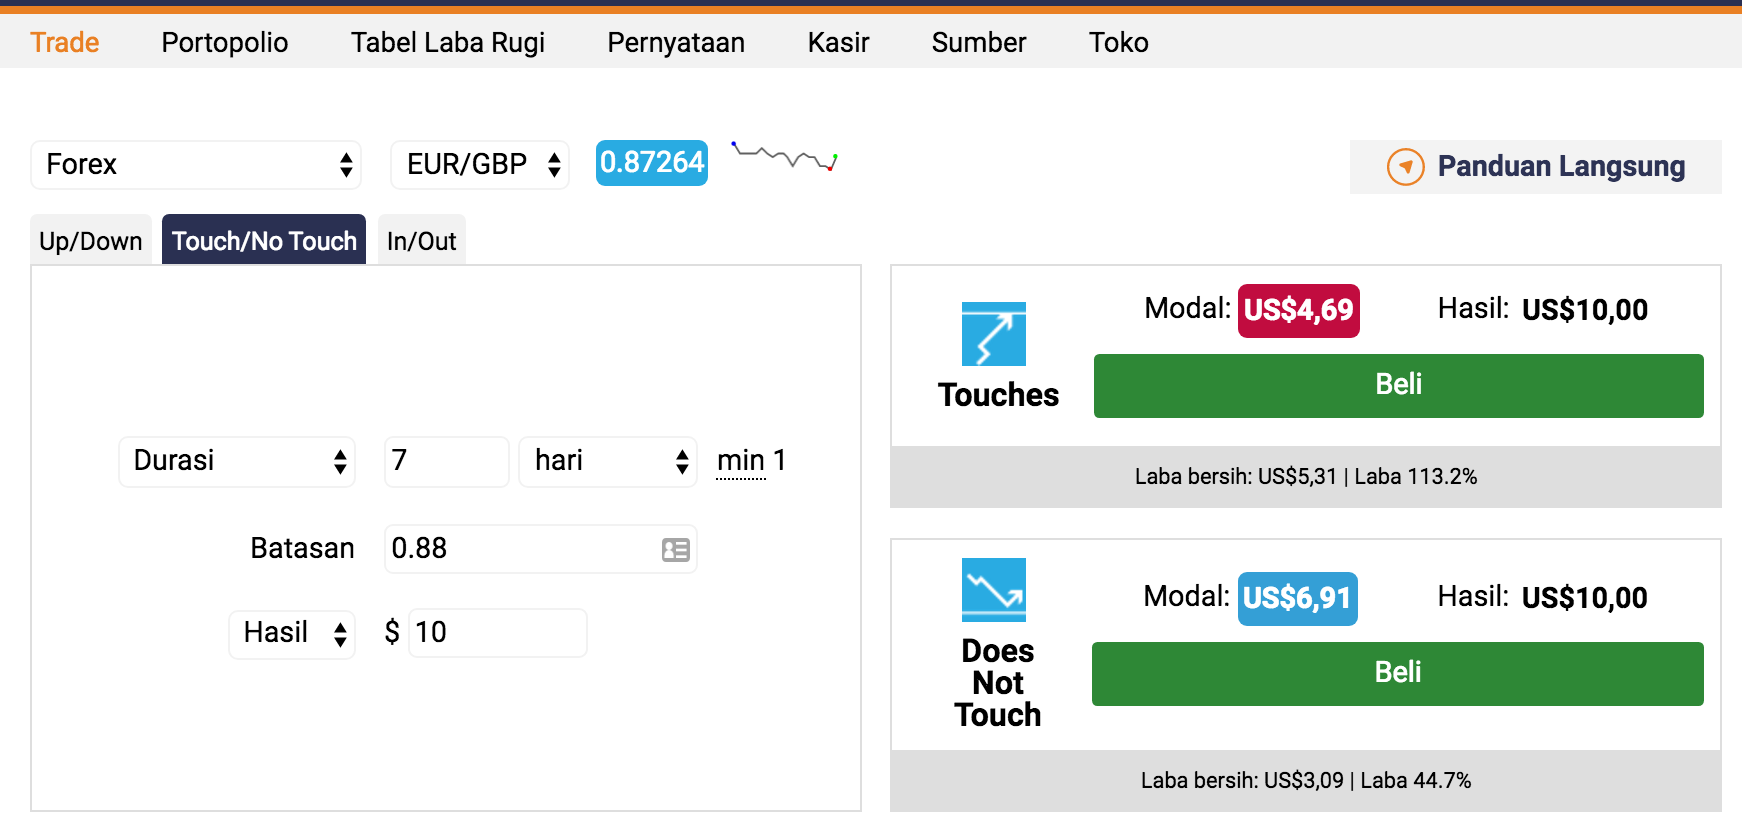 Trade Portopolio Tabel Laba Rugi Pernyataan Kasir Sumber Toko
Forex EUR/GBP 0.87264 Panduan Langsung
Up/Down Touch/No Touch In/Out
Durasi 7 hari min 1
Batasan 0.88
Hasil $ 10
Modal: US$4,69 Hasil: US$10,00
Touches
Beli
Laba bersih: US$5,31 | Laba 113.2%
Modal: US$6,91 Hasil: US$10,00
Does
Not
Touch
Beli
Laba bersih: US$3,09 | Laba 44.7%